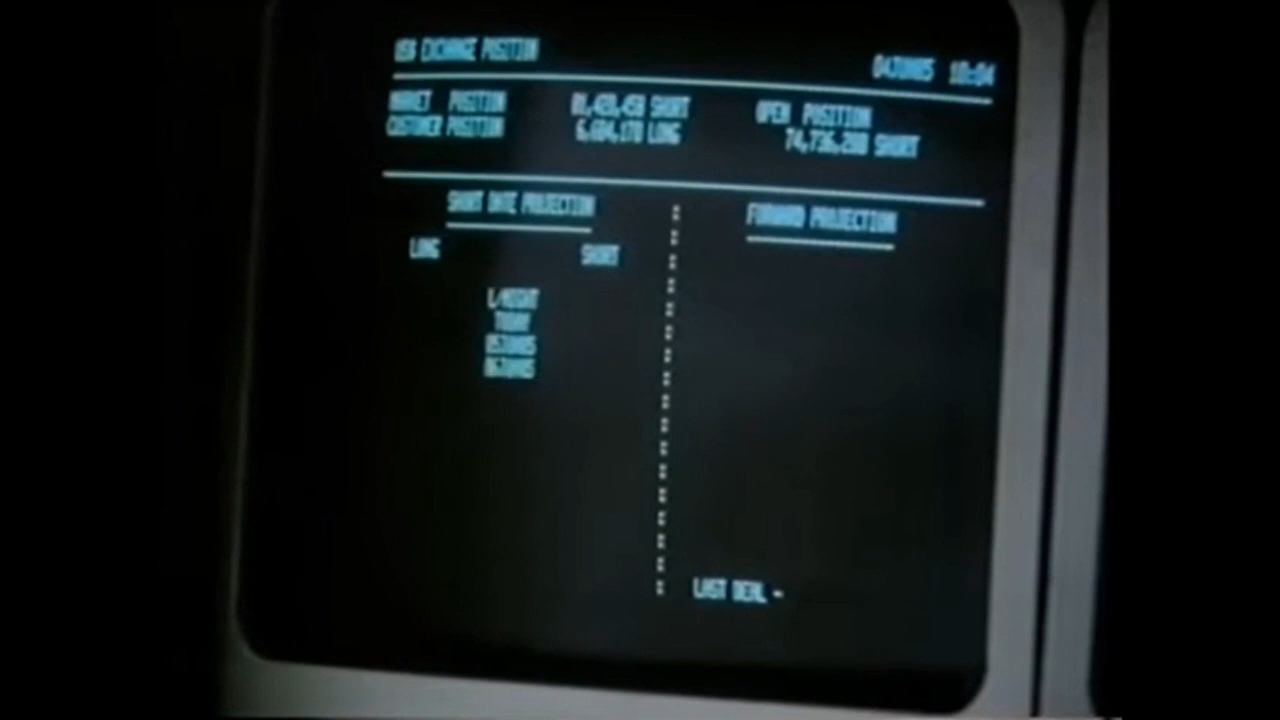 EXCHANGE POSITION
04JUN85 10:04
MARKET POSITION 81,420,450 SHORT OPEN POSITION
CUSTOMER POSITION 6,684,170 LONG 74,736,280 SHORT
SHORT DATE PROJECTION FORWARD PROJECTION
LONG SHORT
L/NIGHT
TODAY
05JUN85
06JUN85
LAST DEAL -